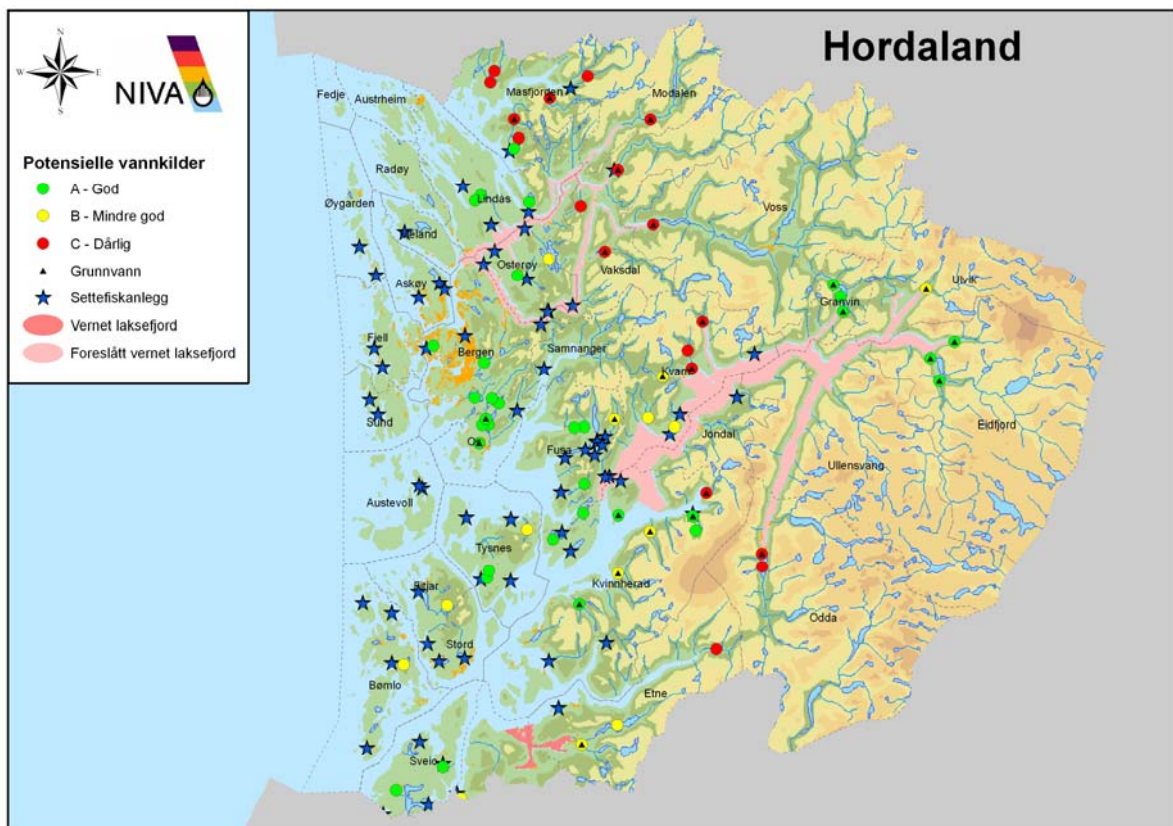 Hordaland
N
W
E
S
NIVA
Potensielle vannkilder
A - God
B - Mindre god
C - Dårlig
Grunnvann
Settefiskanlegg
Vernet laksefjord
Foreslått vernet laksefjord
Fedje
Austrheim
Masfjorden
Modalen
Radøy
Lindås
Øygarden
Voss
Osterøy
Vaksdal
Askøy
Ulvik
Granvin
Fjell
Bergen
Samnanger
Kvam
Sund
Os
Fusa
Jondal
Eidfjord
Ullensvang
Austevoll
Tysnes
Kvinnherad
Fitjar
Odda
Stord
Bømlo
Etne
Sveio